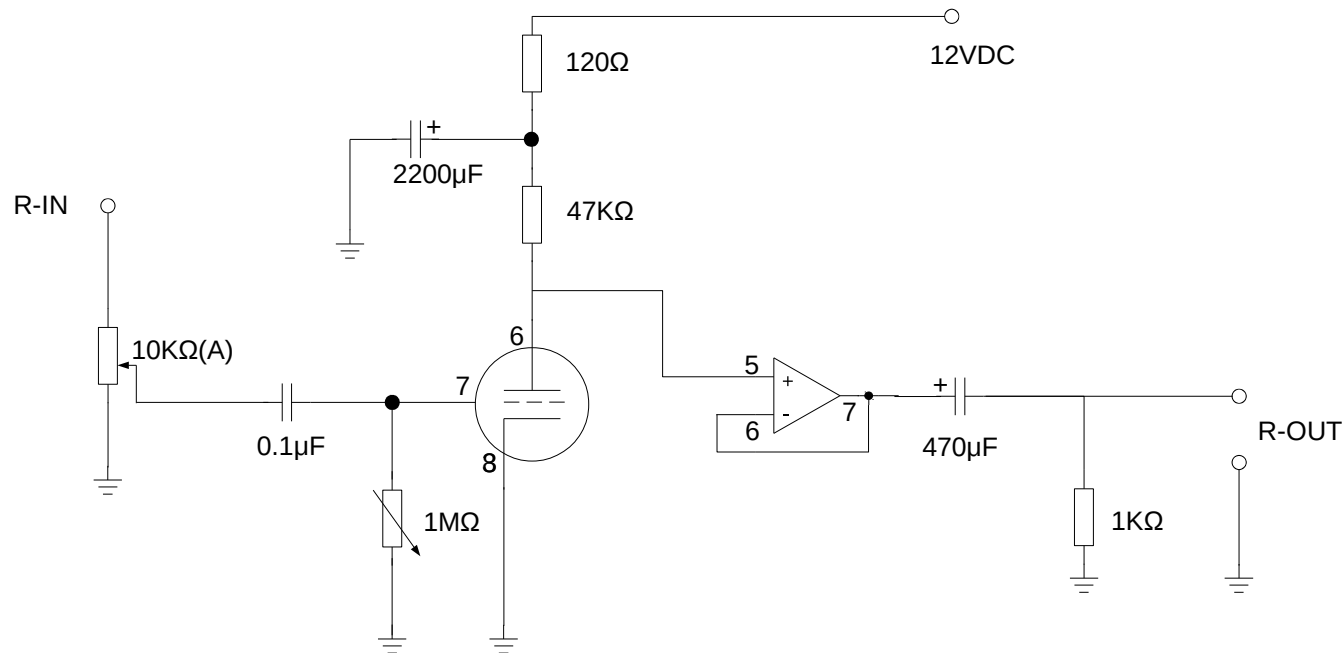 120Ω
12VDC
+
2200µF
R-IN
47KΩ
10KΩ(A)
6
7
8
0.1µF
1MΩ
5
+
-
6
7
+
470µF
R-OUT
1KΩ